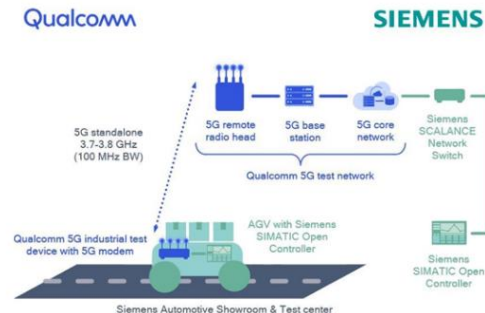 Qualcomm
SIEMENS
5G standalone
3.7-3.8 GHz
(100 MHz BW)
5G remote
radio head
5G base
station
5G core
network
Siemens
SCALANCE
Network
Switch
Qualcomm 5G test network
Qualcomm 5G industrial test
device with 5G modem
AGV with Siemens
SIMATIC Open
Controller
Siemens
SIMATIC Open
Controller
Siemens Automotive Showroom & Test center